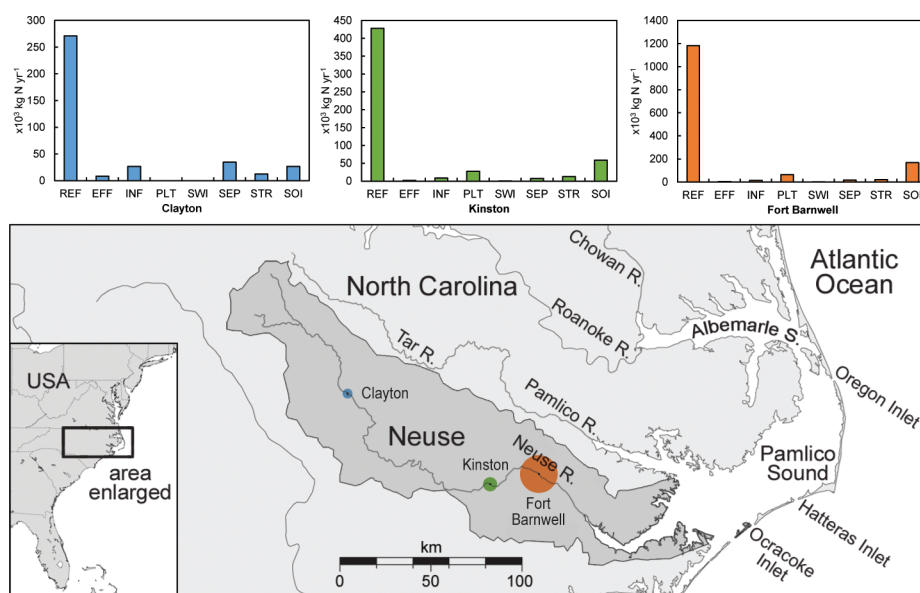 300
250
200
150
100
50
0
x10³ kg N yr⁻¹
REF EFF INF PLT SWI SEP STR SOI
Clayton
450
400
350
300
250
200
150
100
50
0
x10³ kg N yr⁻¹
REF EFF INF PLT SWI SEP STR SOI
Kinston
1400
1200
1000
800
600
400
200
0
x10³ kg N yr⁻¹
REF EFF INF PLT SWI SEP STR SOI
Fort Barnwell
Chowan R.
Atlantic
Ocean
North Carolina
Roanoke R.
Albemarle S.
Tar R.
USA
Oregon Inlet
Clayton
Pamlico R.
Neuse
Neuse R.
area
enlarged
Kinston
Pamlico
Sound
Fort
Barnwell
Hatteras Inlet
Ocracoke
Inlet
km
0 50 100